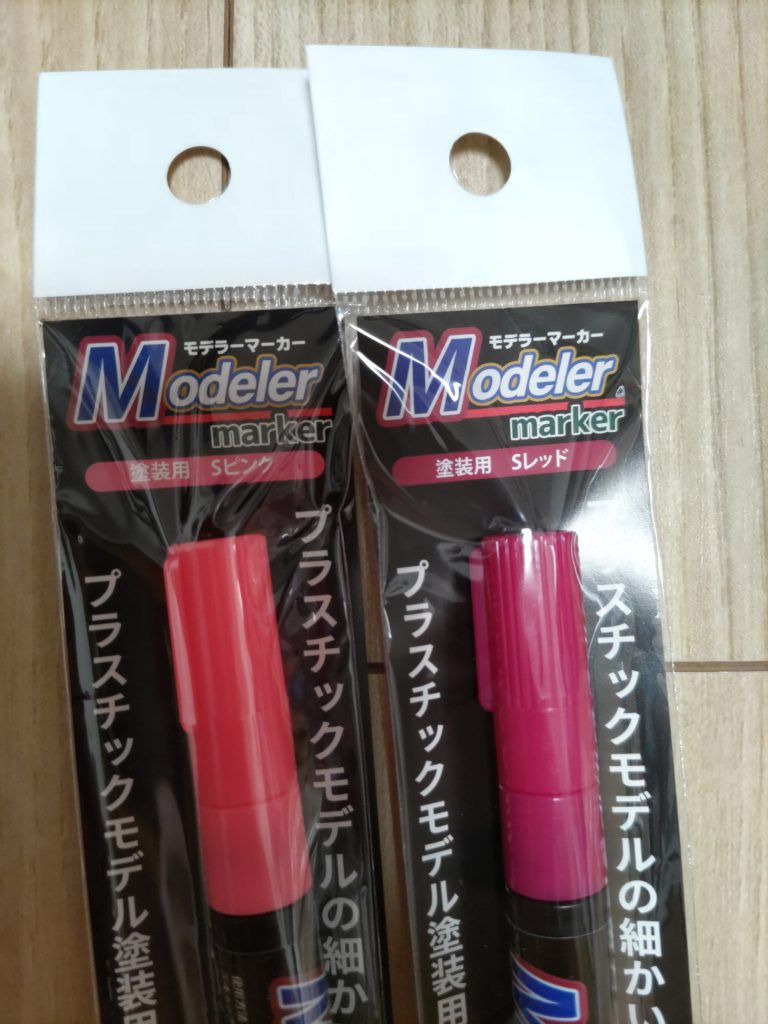 モデラーマーカー
Modeler
marker
塗装用 Sピンク
プラスチックモデルの細か
プラスチックモデル塗装用
M
モデラーマーカー
Modeler
marker
塗装用 Sレッド
プラスチックモデルの細かい
プラスチックモデル塗装用
M